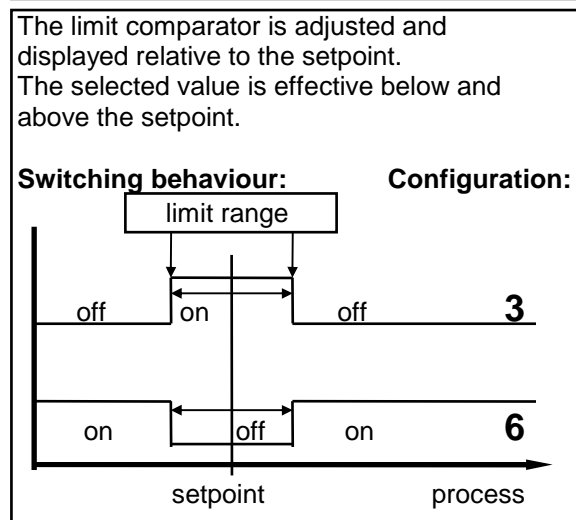 The limit comparator is adjusted and
displayed relative to the setpoint.
The selected value is effective below and
above the setpoint.
Switching behaviour: Configuration:
limit range
off on off 3
on off on 6
setpoint process